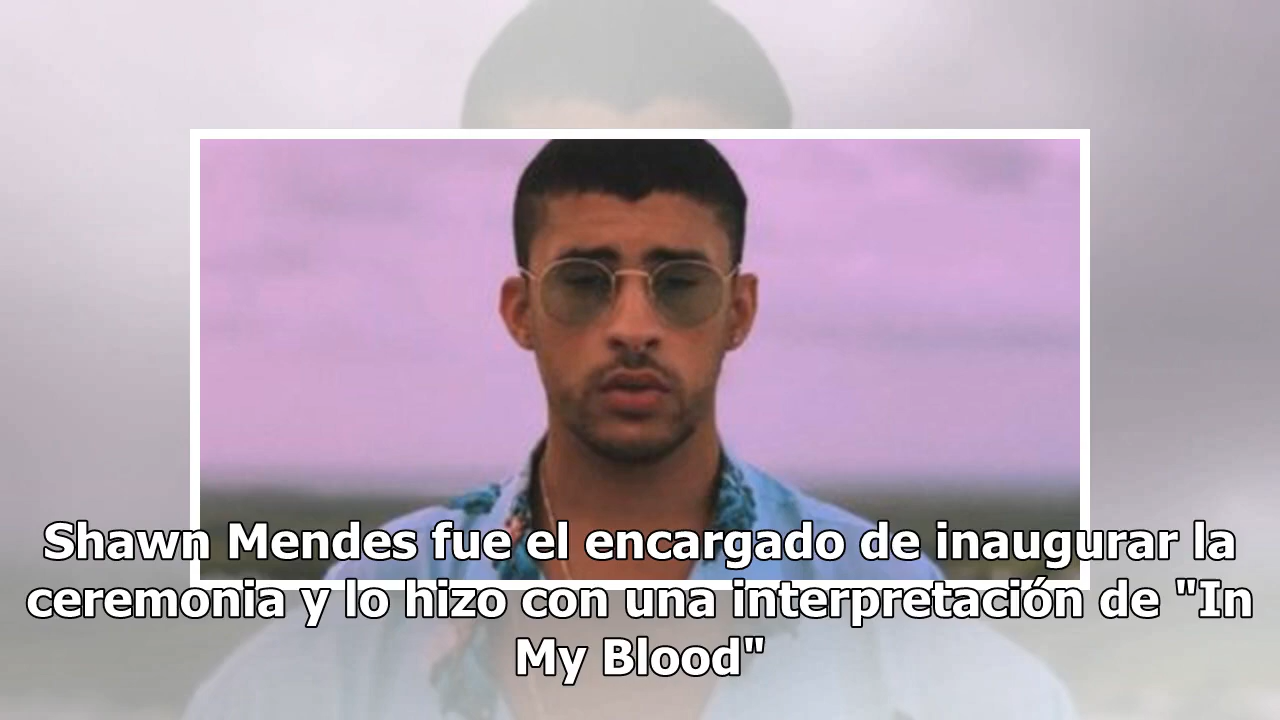 Shawn Mendes fue el encargado de inaugurar la
ceremonia y lo hizo con una interpretación de "In
My Blood"